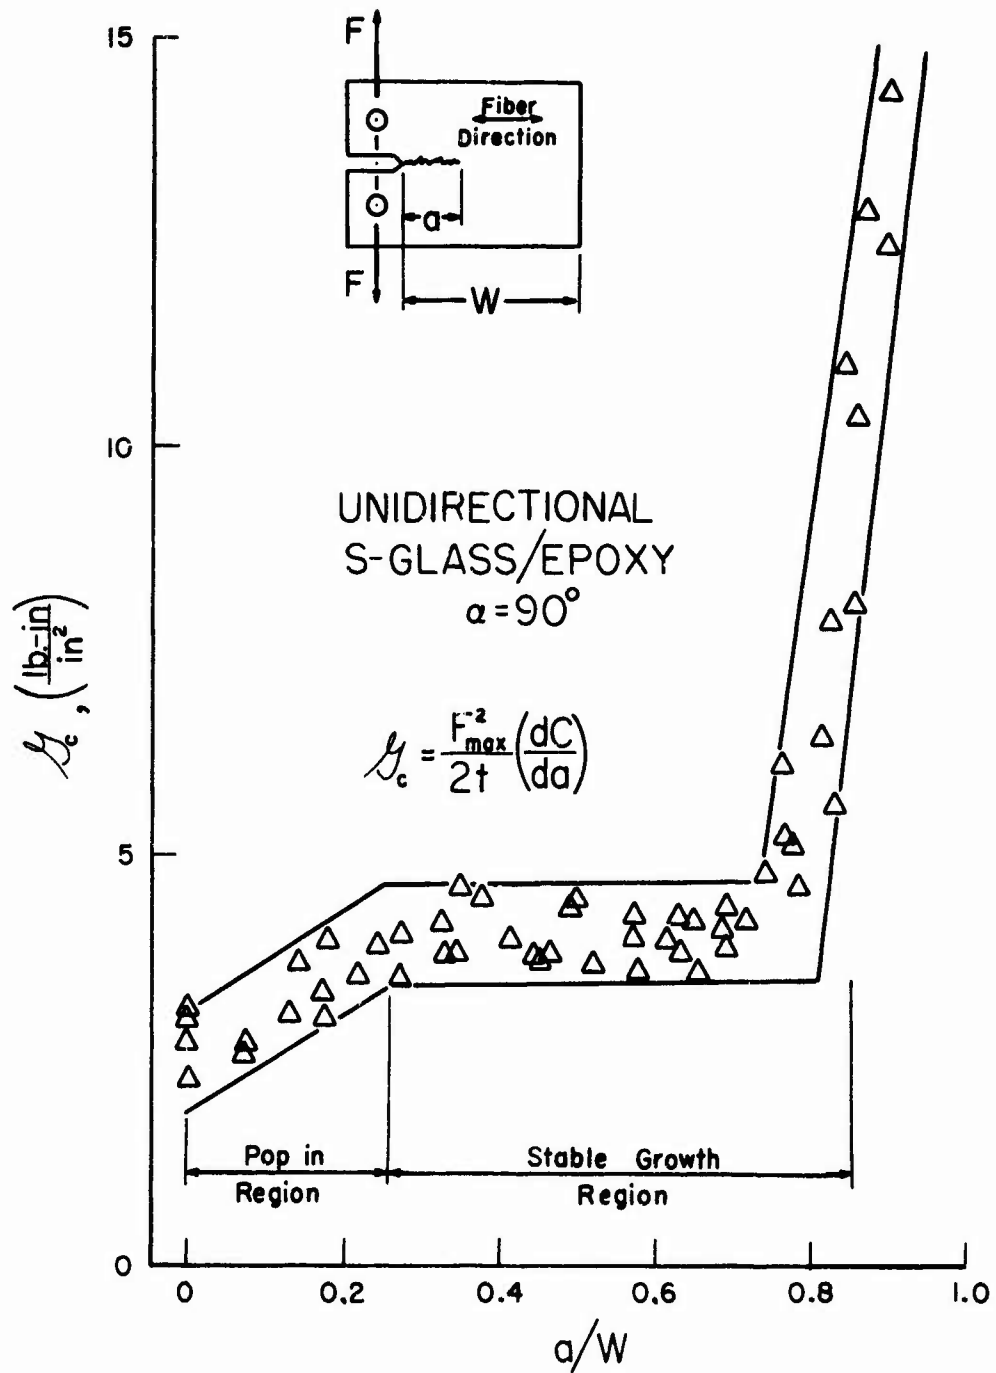 15
F
Fiber
Direction
a
F
W
10
UNIDIRECTIONAL
S-GLASS/EPOXY
α = 90°
𝒢c, (lb.-in/in²)
𝒢c = F²max/2t (dC/da)
5
Pop in
Region
Stable Growth
Region
0
0 0.2 0.4 0.6 0.8 1.0
a/W